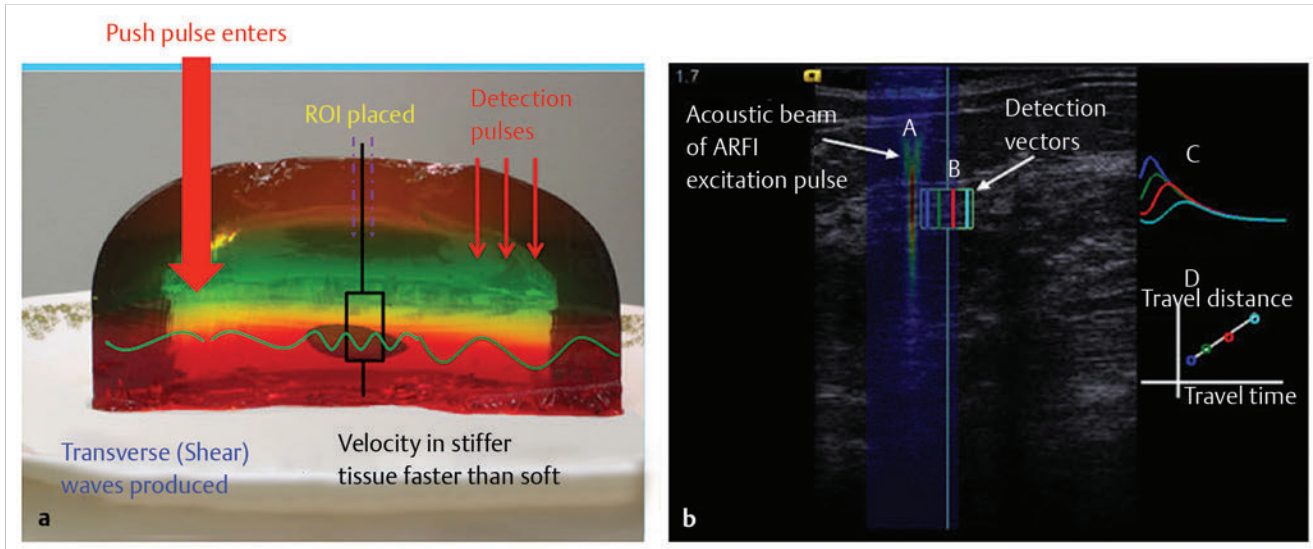 Push pulse enters
ROI placed
Detection
pulses
Transverse (Shear)
waves produced
Velocity in stiffer
tissue faster than soft
a
1.7
Acoustic beam
of ARFI
excitation pulse
A
B
Detection
vectors
C
D
Travel distance
Travel time
b